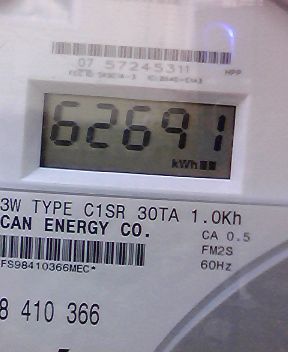 07 57245311 MPP
62691
kWh
3W TYPE C1SR 30TA 1.0Kh
CAN ENERGY CO. CA 0.5
FM2S
FS98410366MEC* 60Hz
8 410 366